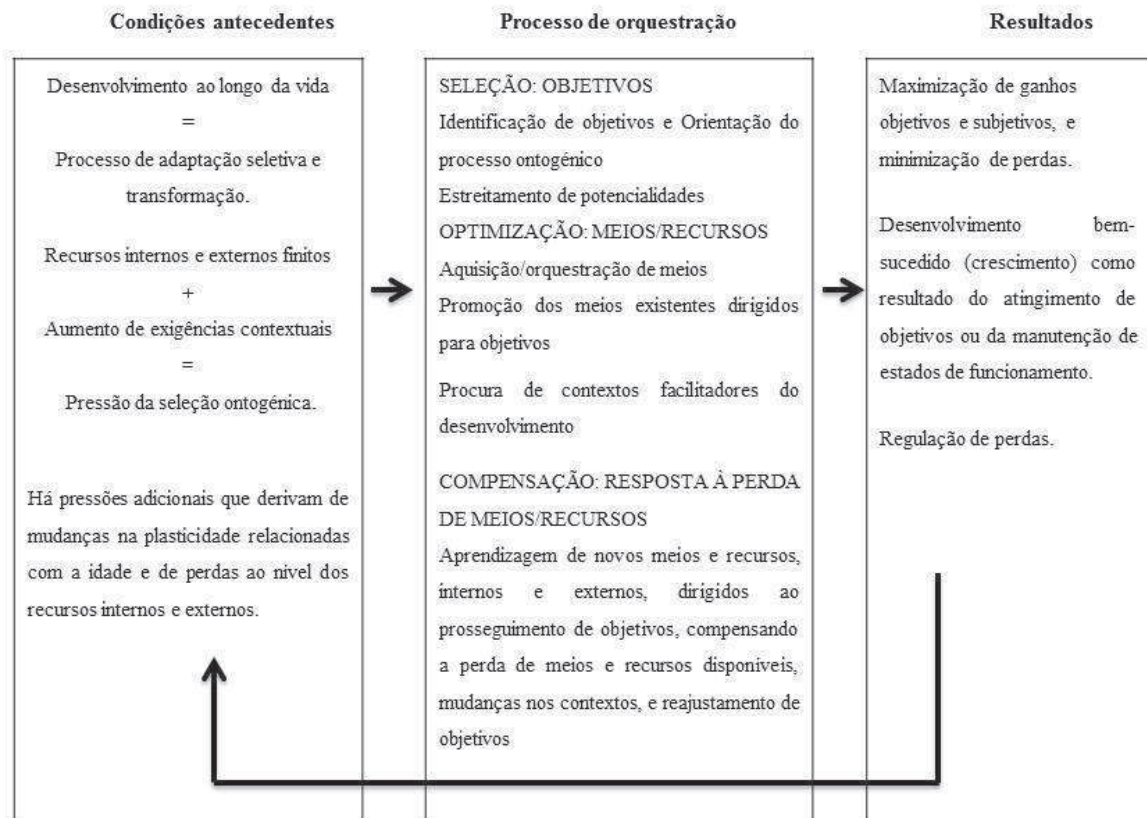 Condições antecedentes
Processo de orquestração
Resultados
Desenvolvimento ao longo da vida
=
Processo de adaptação seletiva e
transformação.
Recursos internos e externos finitos
+
Aumento de exigências contextuais
=
Pressão da seleção ontogénica.
Há pressões adicionais que derivam de
mudanças na plasticidade relacionadas
com a idade e de perdas ao nível dos
recursos internos e externos.
SELEÇÃO: OBJETIVOS
Identificação de objetivos e Orientação do
processo ontogénico
Estreitamento de potencialidades
OPTIMIZAÇÃO: MEIOS/RECURSOS
Aquisição/orquestração de meios
Promoção dos meios existentes dirigidos
para objetivos
Procura de contextos facilitadores do
desenvolvimento
COMPENSAÇÃO: RESPOSTA À PERDA
DE MEIOS/RECURSOS
Aprendizagem de novos meios e recursos,
internos e externos, dirigidos ao
prosseguimento de objetivos, compensando
a perda de meios e recursos disponíveis,
mudanças nos contextos, e reajustamento de
objetivos
Maximização de ganhos
objetivos e subjetivos, e
minimização de perdas.
Desenvolvimento bem-
sucedido (crescimento) como
resultado do atingimento de
objetivos ou da manutenção de
estados de funcionamento.
Regulação de perdas.